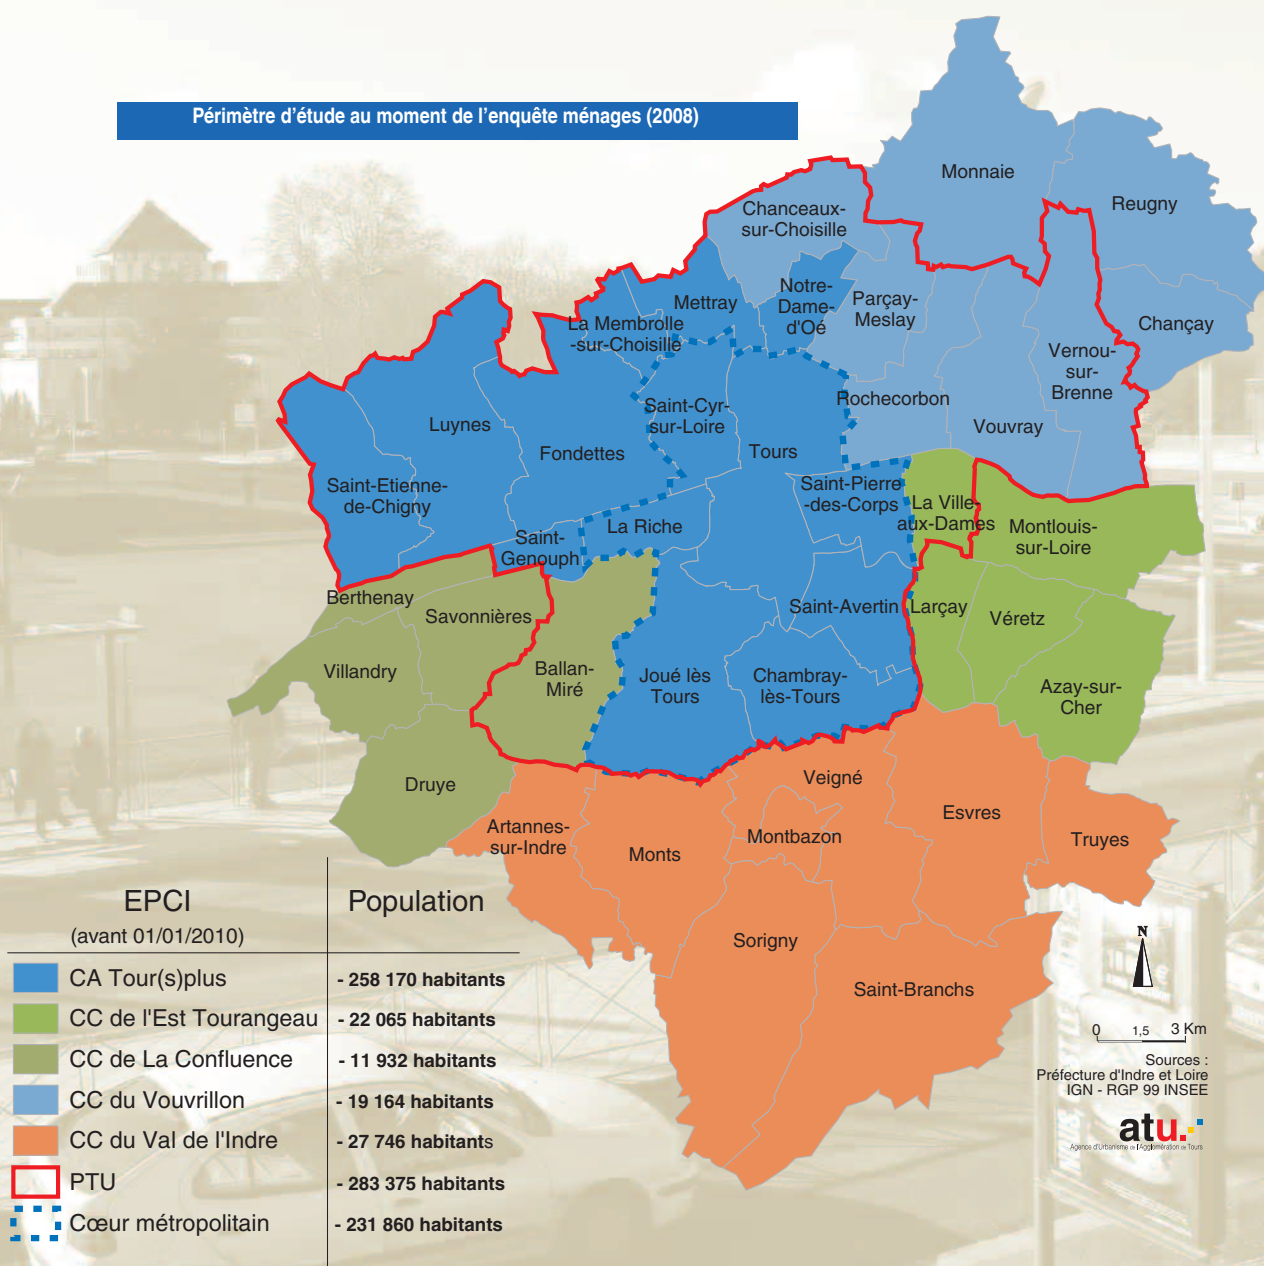 Périmètre d'étude au moment de l'enquête ménages (2008)
Monnaie
Reugny
Chanceaux-
sur-Choisille
Notre-
Dame-
d'Oé
Mettray
Parçay-
Meslay
La Membrolle
-sur-Choisille
Chançay
Vernou-
sur-
Brenne
Rochecorbon
Saint-Cyr-
sur-Loire
Luynes
Vouvray
Fondettes
Tours
Saint-Etienne-
de-Chigny
Saint-Pierre
-des-Corps
La Ville-
aux-Dames
Montlouis-
sur-Loire
La Riche
Saint-
Genouph
Berthenay
Savonnières
Saint-Avertin
Larçay
Véretz
Villandry
Ballan-
Miré
Joué lès
Tours
Chambray-
lès-Tours
Azay-sur-
Cher
Druye
Veigné
Esvres
Artannes-
sur-Indre
Montbazon
Truyes
Monts
Sorigny
Saint-Branchs
EPCI
(avant 01/01/2010)
Population
CA Tour(s)plus
- 258 170 habitants
CC de l'Est Tourangeau
- 22 065 habitants
CC de La Confluence
- 11 932 habitants
CC du Vouvrillon
- 19 164 habitants
CC du Val de l'Indre
- 27 746 habitants
PTU
- 283 375 habitants
Cœur métropolitain
- 231 860 habitants
N
0 1,5 3 Km
Sources :
Préfecture d'Indre et Loire
IGN - RGP 99 INSEE
atu.
Agence d'Urbanisme de l'Agglomération de Tours